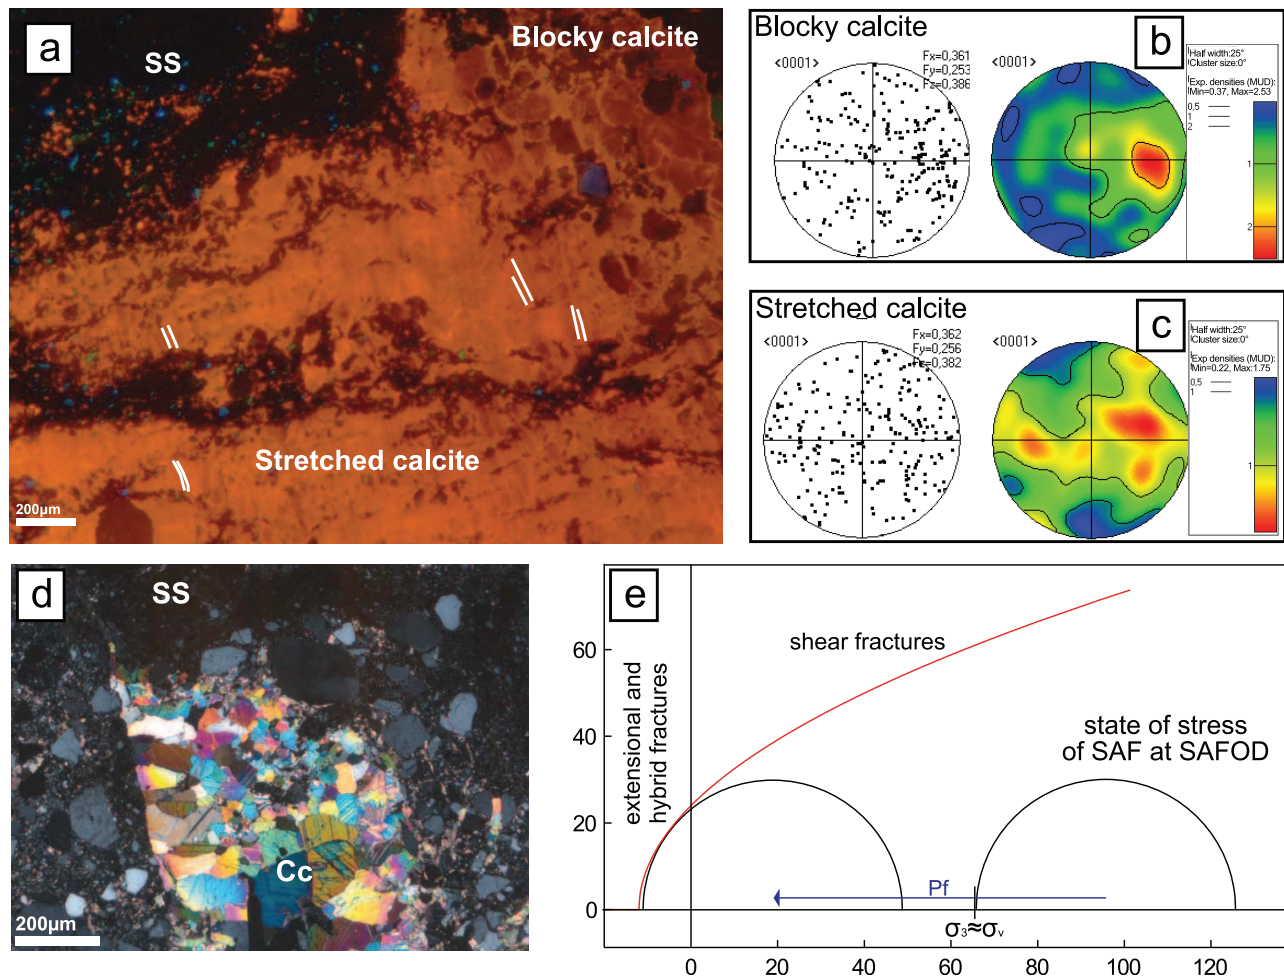 a
SS
Blocky calcite
Stretched calcite
200µm
Blocky calcite
b
<0001>
Fx=0,361
Fy=0,253
Fz=0,386
<0001>
Half width:25°
Cluster size:0°
Exp. densities (MUD):
Min=0.37, Max=2.53
0,5
1
2
1
2
Stretched calcite
c
<0001>
Fx=0,362
Fy=0,256
0,382
<0001>
Half width:25°
Cluster size:0°
Exp. densities (MUD):
Min=0.22, Max:1.75
0,5
1
1
d
SS
Cc
200µm
e
extensional and
hybrid fractures
shear fractures
state of stress
of SAF at SAFOD
Pf
σ₃≈σᵥ
60
40
20
0
0
20
40
60
80
100
120